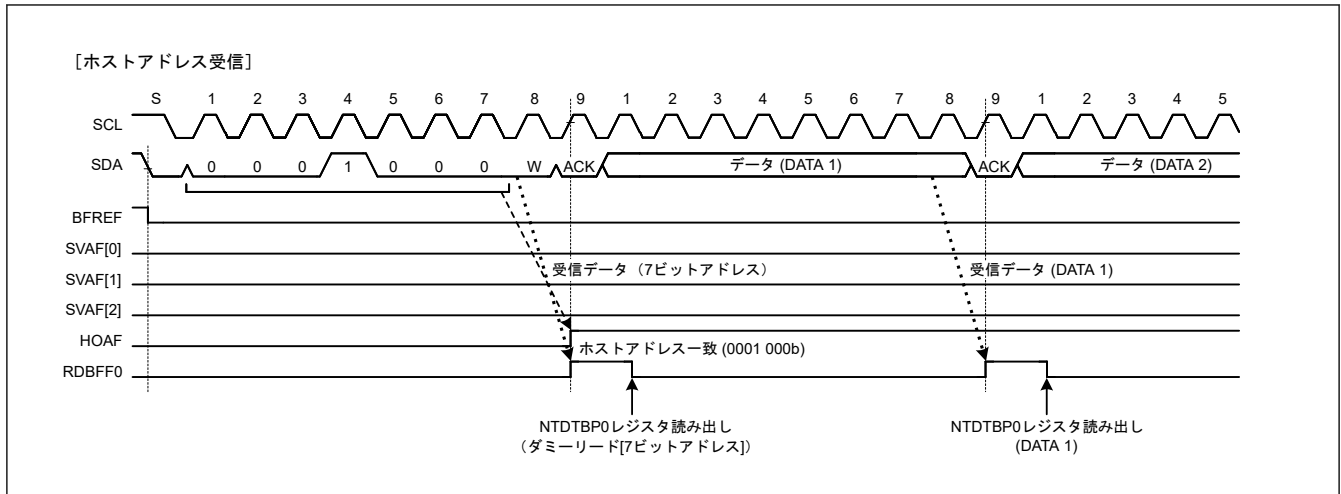 ［ホストアドレス受信］
S 1 2 3 4 5 6 7 8 9 1 2 3 4 5 6 7 8 9 1 2 3 4 5
SCL
SDA 0 0 0 1 0 0 0 W ACK データ (DATA 1) ACK データ (DATA 2)
BFREF
SVAF[0]
受信データ（7ビットアドレス） 受信データ (DATA 1)
SVAF[1]
SVAF[2]
HOAF
ホストアドレス一致 (0001 000b)
RDBFF0
NTDTBP0レジスタ読み出し NTDTBP0レジスタ読み出し
（ダミーリード[7ビットアドレス]） (DATA 1)